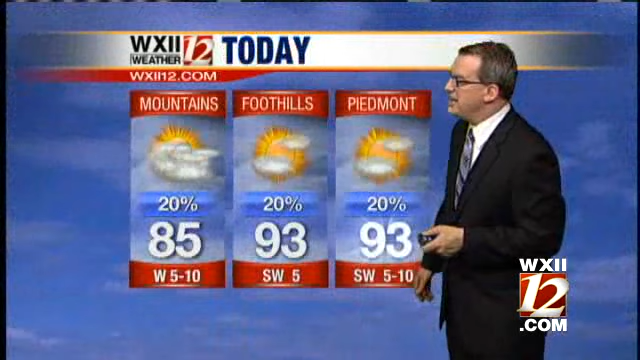 WXII 12 TODAY
WEATHER
WXII12.COM
MOUNTAINS FOOTHILLS PIEDMONT
20% 20% 20%
85 93 93
W 5-10 SW 5 SW 5-10
WXII
12
.COM